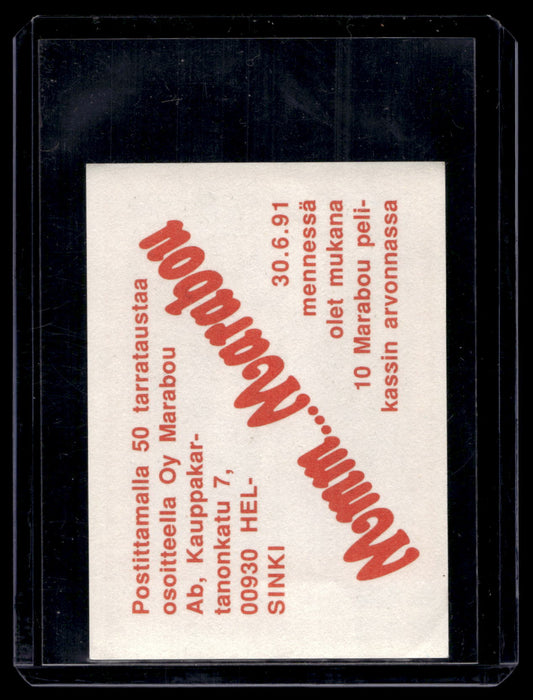 Postittamalla 50 tarrataustaa
osoitteella Oy Marabou
Ab, Kauppakar-
tanonkatu 7,
00930 HEL-
SINKI
Mmm...Marabou
30.6.91
mennessä
olet mukana
10 Marabou peli-
kassin arvonnassa